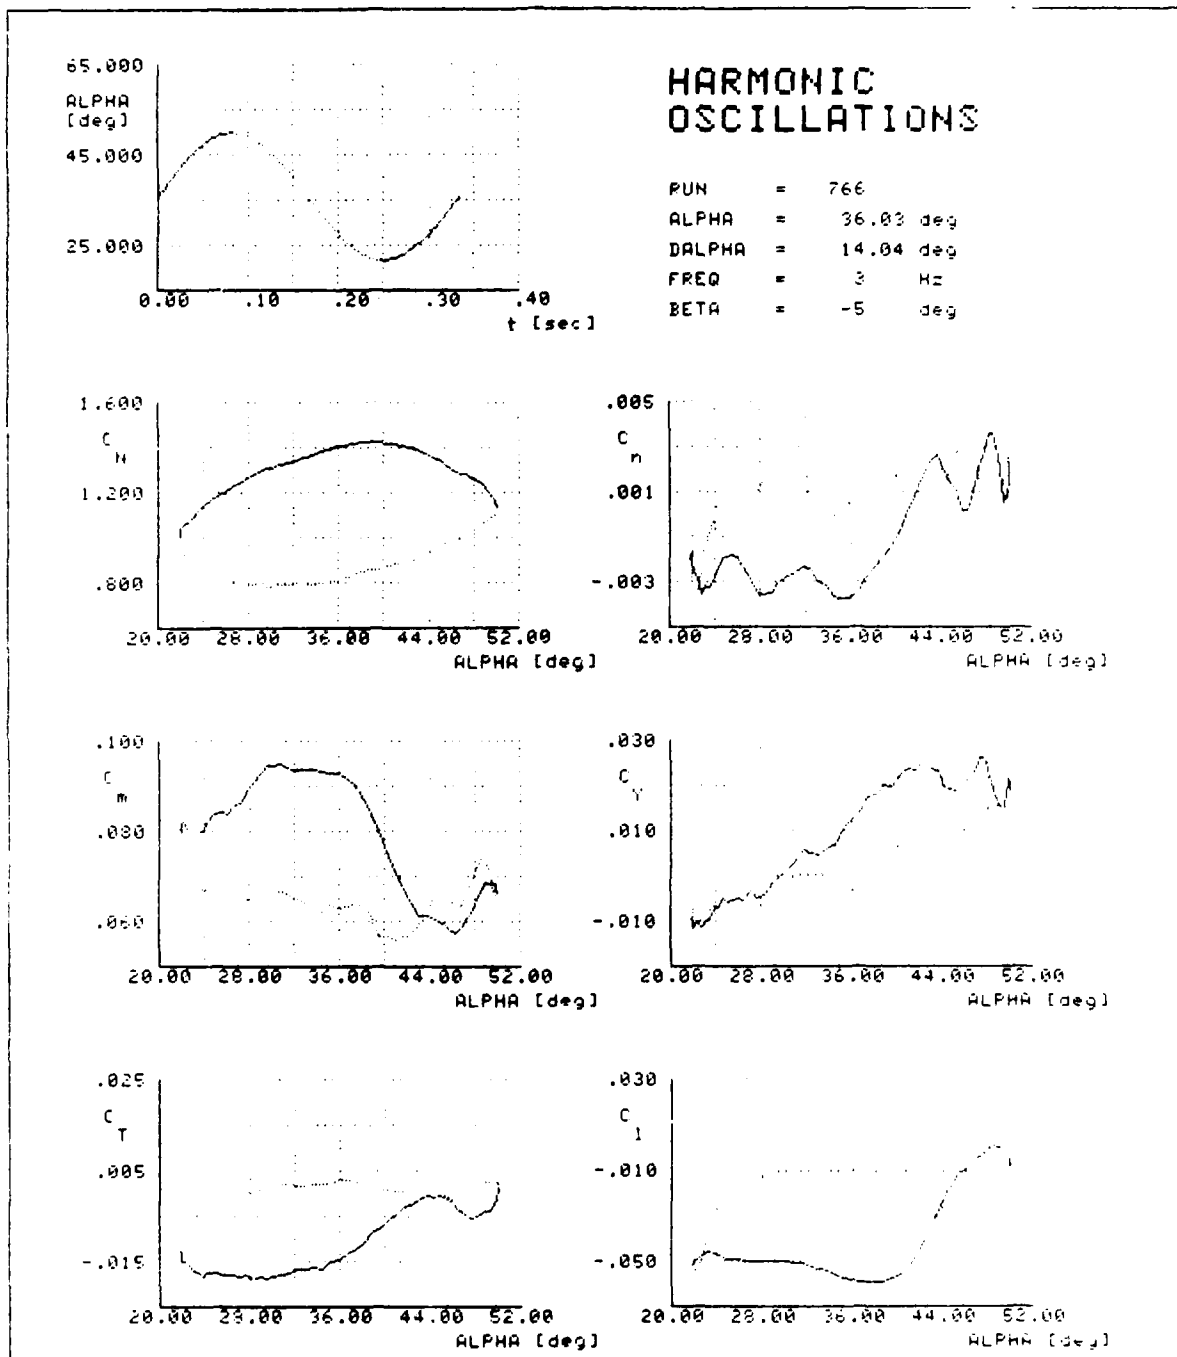 HARMONIC
OSCILLATIONS
RUN = 766
ALPHA = 36.03 deg
DALPHA = 14.04 deg
FREQ = 3 Hz
BETA = -5 deg
65.000
ALPHA
[deg]
45.000
25.000
0.00 .10 .20 .30 .40
t [sec]
1.600
C N
1.200
.800
20.00 28.00 36.00 44.00 52.00
ALPHA [deg]
.005
C n
.001
-.003
20.00 28.00 36.00 44.00 52.00
ALPHA [deg]
.100
C m
.080
.060
20.00 28.00 36.00 44.00 52.00
ALPHA [deg]
.030
C Y
.010
-.010
20.00 28.00 36.00 44.00 52.00
ALPHA [deg]
.025
C T
.005
-.015
20.00 28.00 36.00 44.00 52.00
ALPHA [deg]
.030
C l
-.010
-.050
20.00 28.00 36.00 44.00 52.00
ALPHA [deg]